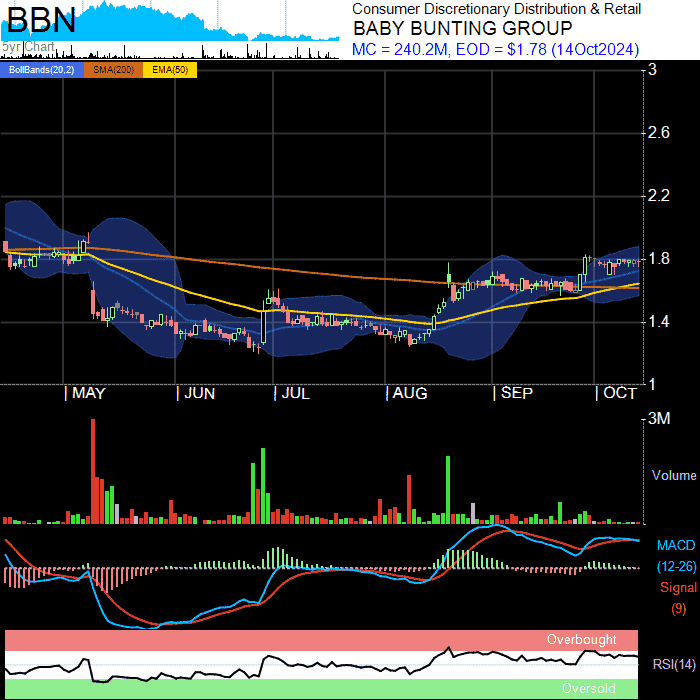 BBN
5yr Chart
Consumer Discretionary Distribution & Retail
BABY BUNTING GROUP
MC = 240.2M, EOD = $1.78 (14Oct2024)
BollBands(20,2) SMA(200) EMA(50)
3
2.6
2.2
1.8
1.4
1
MAY JUN JUL AUG SEP OCT
3M
Volume
MACD
(12-26)
Signal
(9)
Overbought
RSI(14)
Oversold